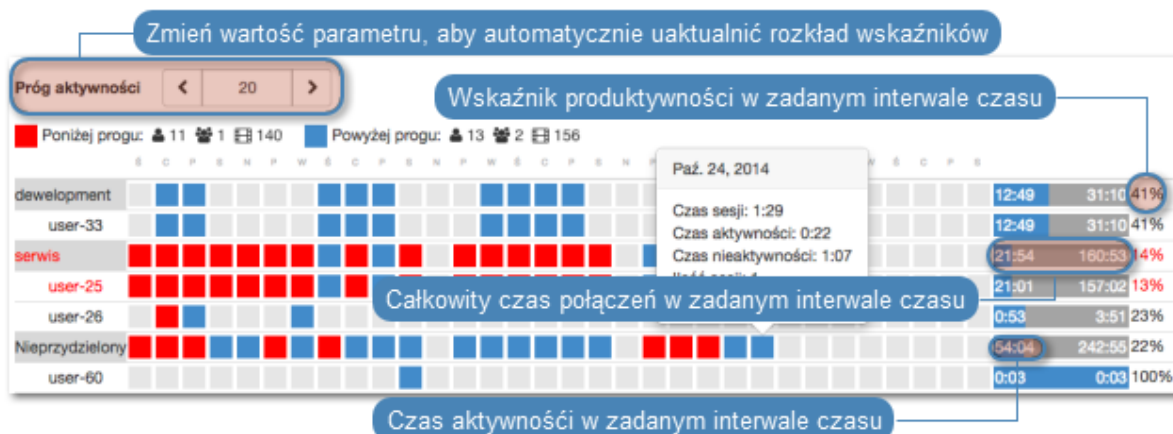 Zmień wartość parametru, aby automatycznie uaktualnić rozkład wskaźników
Próg aktywności 20
Wskaźnik produktywności w zadanym interwale czasu
Poniżej progu: 11 1 140 Powyżej progu: 13 2 156
Ś C P S N P W Ś C P S N P W Ś C P S N P W Ś C P S
Paź. 24, 2014
Czas sesji: 1:29
Czas aktywności: 0:22
Czas nieaktywności: 1:07
dewelopment 12:49 31:10 41%
user-33 12:49 31:10 41%
serwis 21:54 160:53 14%
user-25 21:01 157:02 13%
Całkowity czas połączeń w zadanym interwale czasu
user-26 0:53 3:51 23%
Nieprzydzielony 54:04 242:55 22%
user-60 0:03 0:03 100%
Czas aktywnośći w zadanym interwale czasu